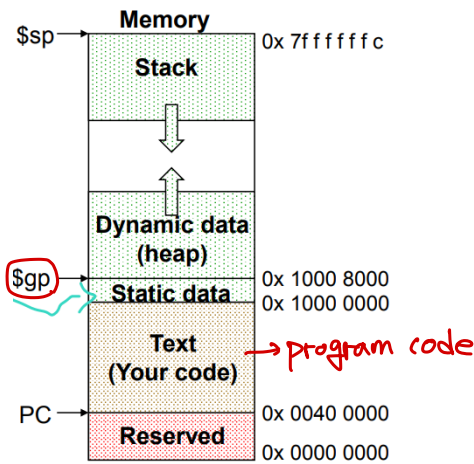 Memory
$sp
0x 7f f f f f f c
Stack
Dynamic data
(heap)
$gp
0x 1000 8000
Static data
0x 1000 0000
Text
(Your code)
program code
PC
0x 0040 0000
Reserved
0x 0000 0000